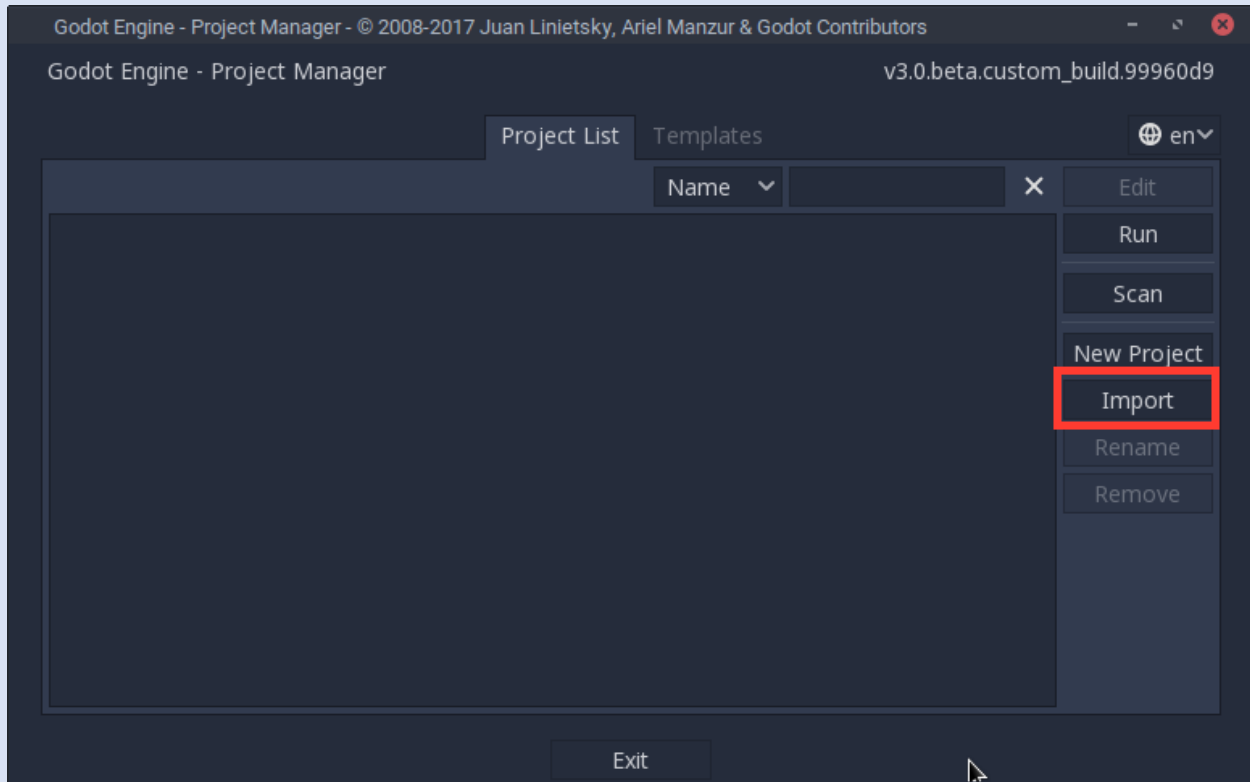 Godot Engine - Project Manager - © 2008-2017 Juan Linietsky, Ariel Manzur & Godot Contributors
Godot Engine - Project Manager
v3.0.beta.custom_build.99960d9
Project List
Templates
en
Name
Edit
Run
Scan
New Project
Import
Rename
Remove
Exit